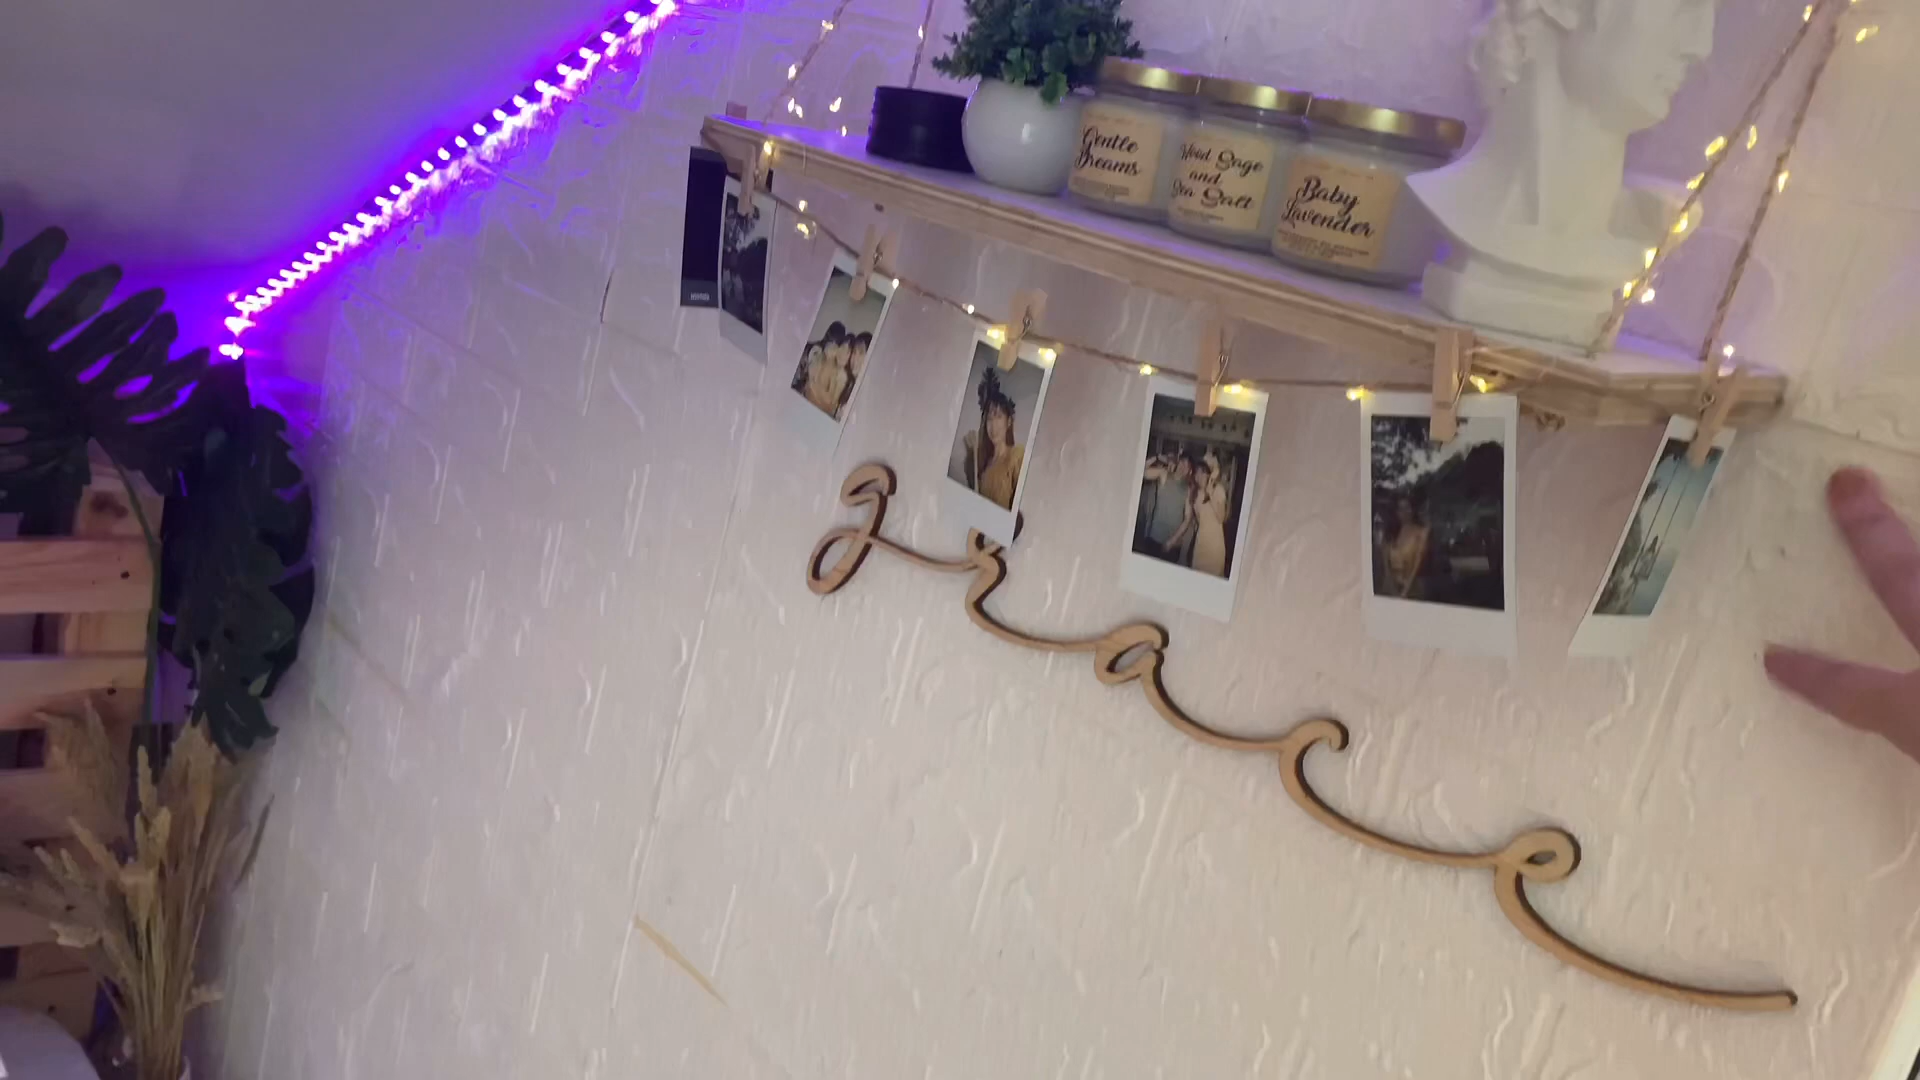 Gentle
Dreams
Wood Sage
and
Sea Salt
Baby
Lavender
grace